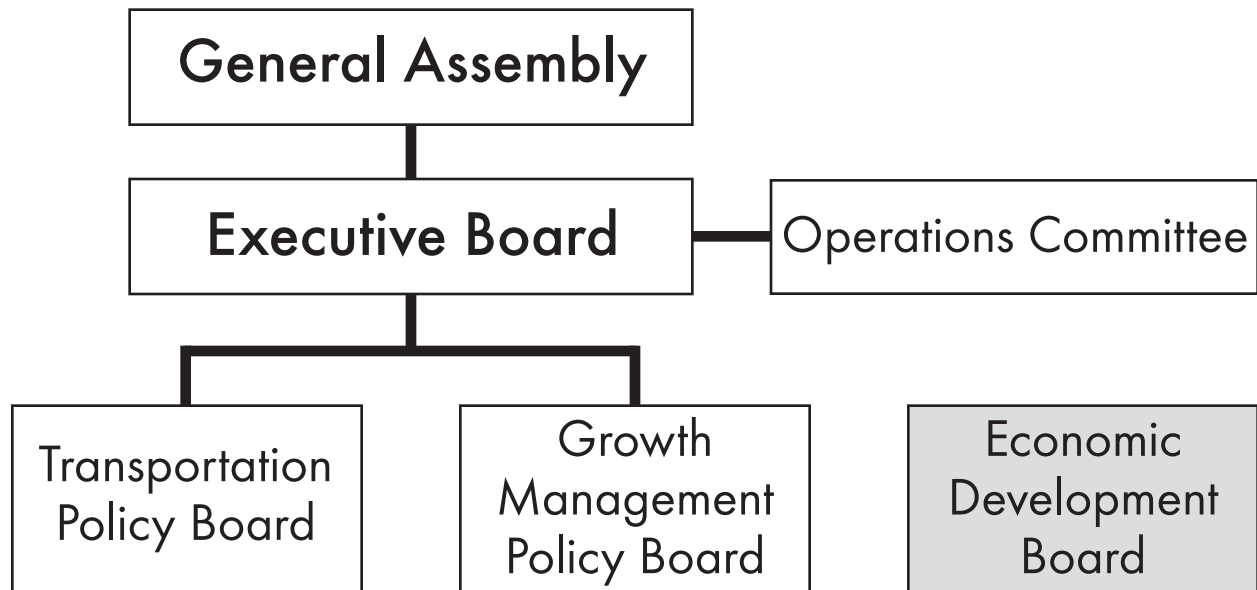 General Assembly
Executive Board
Operations Committee
Transportation
Policy Board
Growth
Management
Policy Board
Economic
Development
Board